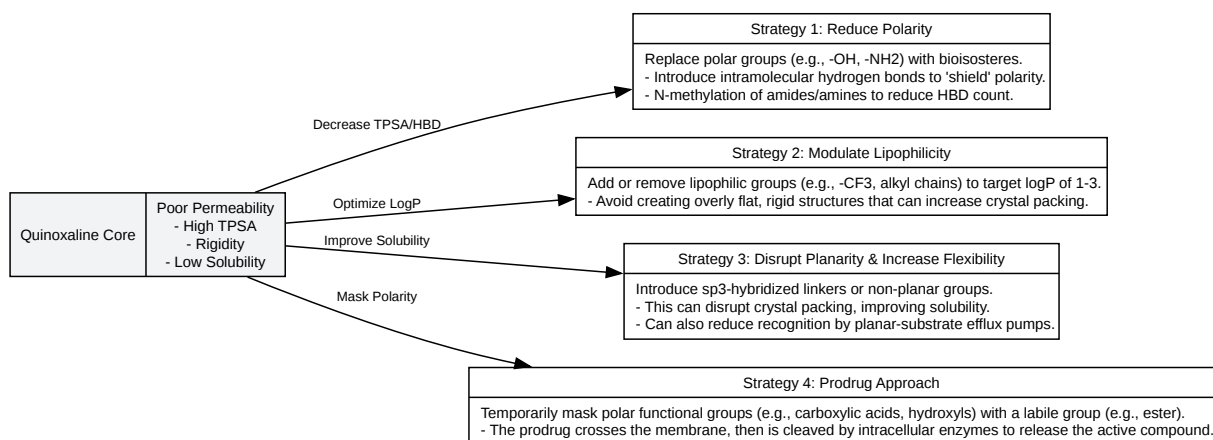 Quinoxaline Core
Poor Permeability
- High TPSA
- Rigidity
- Low Solubility
Decrease TPSA/HBD
Optimize LogP
Improve Solubility
Mask Polarity
Strategy 1: Reduce Polarity
Replace polar groups (e.g., -OH, -NH2) with bioisosteres.
- Introduce intramolecular hydrogen bonds to 'shield' polarity.
- N-methylation of amides/amines to reduce HBD count.
Strategy 2: Modulate Lipophilicity
Add or remove lipophilic groups (e.g., -CF3, alkyl chains) to target logP of 1-3.
- Avoid creating overly flat, rigid structures that can increase crystal packing.
Strategy 3: Disrupt Planarity & Increase Flexibility
Introduce sp3-hybridized linkers or non-planar groups.
- This can disrupt crystal packing, improving solubility.
- Can also reduce recognition by planar-substrate efflux pumps.
Strategy 4: Prodrug Approach
Temporarily mask polar functional groups (e.g., carboxylic acids, hydroxyls) with a labile group (e.g., ester).
- The prodrug crosses the membrane, then is cleaved by intracellular enzymes to release the active compound.